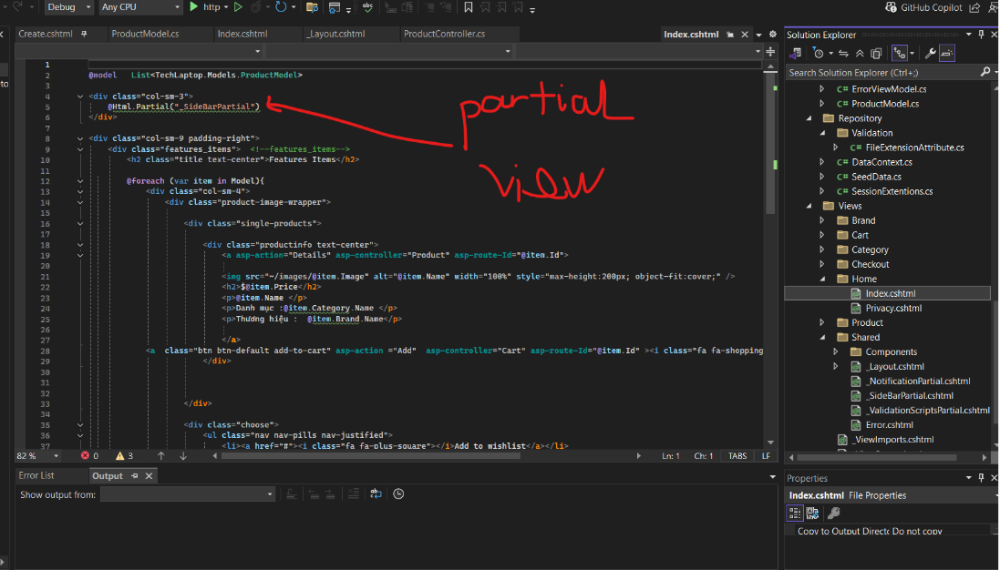 Debug
Any CPU
http
GitHub Copilot
Create.cshtml
ProductModel.cs
Index.cshtml
_Layout.cshtml
ProductController.cs
Index.cshtml
1
2 @model List<TechLaptop.Models.ProductModel>
3
4 <div class="col-sm-3">
5 @Html.Partial("_SideBarPartial")
6 </div>
7
8 <div class="col-sm-9 padding-right">
9 <div class="features_items"> <!--features_items-->
10 <h2 class="title text-center">Features Items</h2>
11
12 @foreach (var item in Model){
13 <div class="col-sm-4">
14 <div class="product-image-wrapper">
15
16 <div class="single-products">
17
18 <div class="productinfo text-center">
19 <a asp-action="Details" asp-controller="Product" asp-route-Id="@item.Id">
20
21 <img src="~/images/@item.Image" alt="@item.Name" width="100%" style="max-height:200px; object-fit:cover;" />
22 <h2>$@item.Price</h2>
23 <p>@item.Name </p>
24 <p>Danh mục :@item.Category.Name </p>
25 <p>Thương hiệu : @item.Brand.Name</p>
26
27 </a>
28 <a class="btn btn-default add-to-cart" asp-action ="Add" asp-controller="Cart" asp-route-Id="@item.Id" ><i class="fa fa-shopping
29 </div>
30
31
32
33 </div>
34
35 <div class="choose">
36 <ul class="nav nav-pills nav-justified">
37 <li><a href="#"><i class="fa fa-plus-square"></i>Add to wishlist</a></li>
partial
view
82 %
0
3
Ln: 1
Ch: 1
TABS
LF
Error List
Output
Show output from:
Solution Explorer
Search Solution Explorer (Ctrl+;)
C# ErrorViewModel.cs
C# ProductModel.cs
Repository
Validation
C# FileExtensionAttribute.cs
C# DataContext.cs
C# SeedData.cs
C# SessionExtentions.cs
Views
Brand
Cart
Category
Checkout
Home
Index.cshtml
Privacy.cshtml
Product
Shared
Components
_Layout.cshtml
_NotificationPartial.cshtml
_SideBarPartial.cshtml
_ValidationScriptsPartial.cshtml
Error.cshtml
_ViewImports.cshtml
Properties
Index.cshtml File Properties
Copy to Output Directo Do not copy